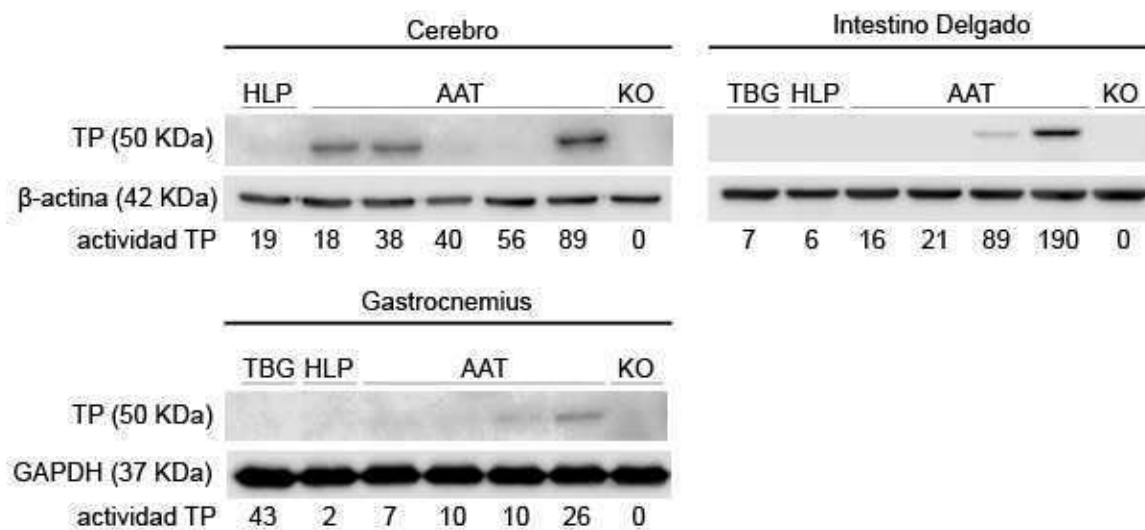 Cerebro
HLP AAT KO
TP (50 KDa)
β-actina (42 KDa)
actividad TP 19 18 38 40 56 89 0
Intestino Delgado
TBG HLP AAT KO
7 6 16 21 89 190 0
Gastrocnemius
TBG HLP AAT KO
TP (50 KDa)
GAPDH (37 KDa)
actividad TP 43 2 7 10 10 26 0